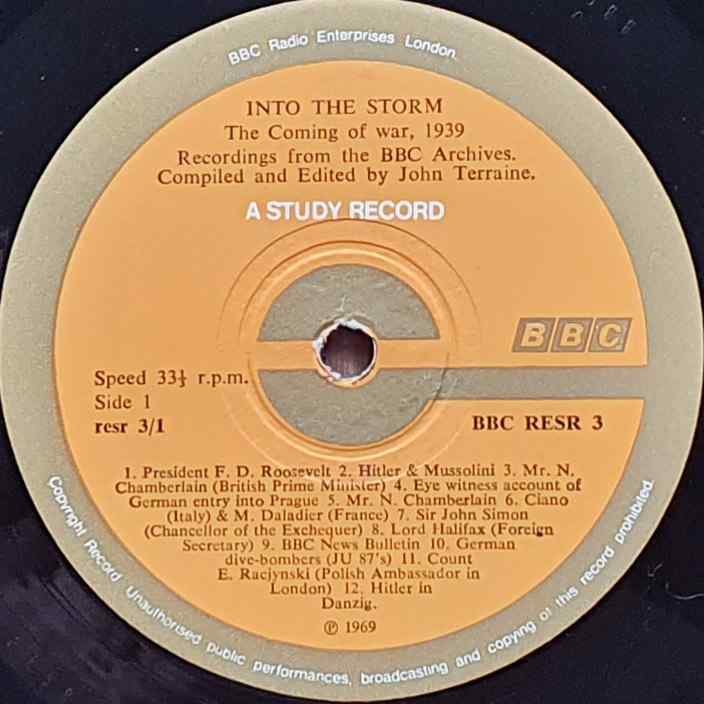 BBC Radio Enterprises London.
INTO THE STORM
The Coming of war, 1939
Recordings from the BBC Archives.
Compiled and Edited by John Terraine.
A STUDY RECORD
BBC
Speed 33⅓ r.p.m.
Side 1
resr 3/1
BBC RESR 3
1. President F. D. Roosevelt 2. Hitler & Mussolini 3. Mr. N.
Chamberlain (British Prime Minister) 4. Eye witness account of
German entry into Prague 5. Mr. N. Chamberlain 6. Ciano
(Italy) & M. Daladier (France) 7. Sir John Simon
(Chancellor of the Exchequer) 8. Lord Halifax (Foreign
Secretary) 9. BBC News Bulletin 10. German
dive-bombers (JU 87's) 11. Count
E. Racjynski (Polish Ambassador in
London) 12. Hitler in
Danzig.
℗ 1969
Copyright Record Unauthorised public performances, broadcasting and copying of this record prohibited.